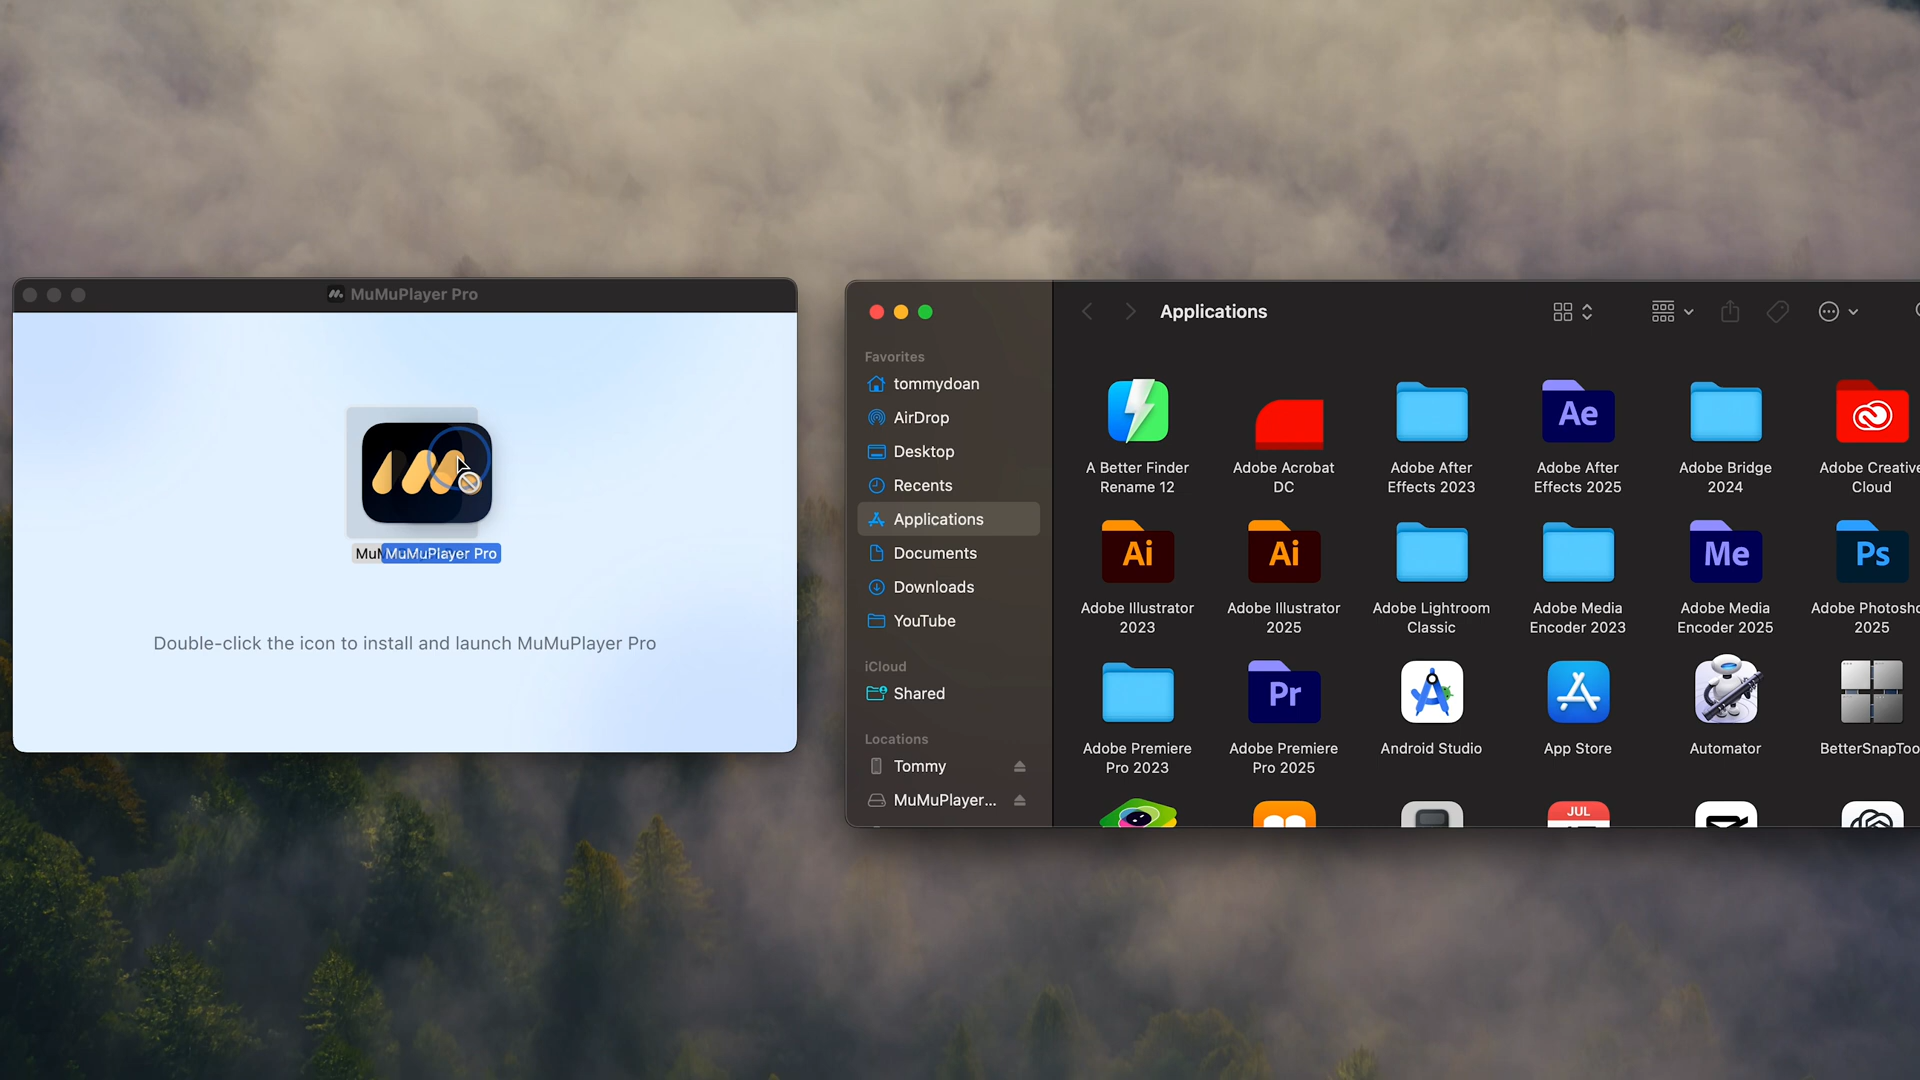 MuMuPlayer Pro
MuMuPlayer Pro
Double-click the icon to install and launch MuMuPlayer Pro
Applications
Favorites
tommydoan
AirDrop
Desktop
Recents
Applications
Documents
Downloads
YouTube
iCloud
Shared
Locations
Tommy
MuMuPlayer...
A Better Finder
Rename 12
Adobe Acrobat
DC
Adobe After
Effects 2023
Adobe After
Effects 2025
Adobe Bridge
2024
Adobe Creative
Cloud
Ae
Adobe Illustrator
2023
Adobe Illustrator
2025
Adobe Lightroom
Classic
Adobe Media
Encoder 2023
Adobe Media
Encoder 2025
Adobe Photosho
2025
Ai
Ai
Me
Ps
Adobe Premiere
Pro 2023
Adobe Premiere
Pro 2025
Android Studio
App Store
Automator
BetterSnapToo
Pr
JUL